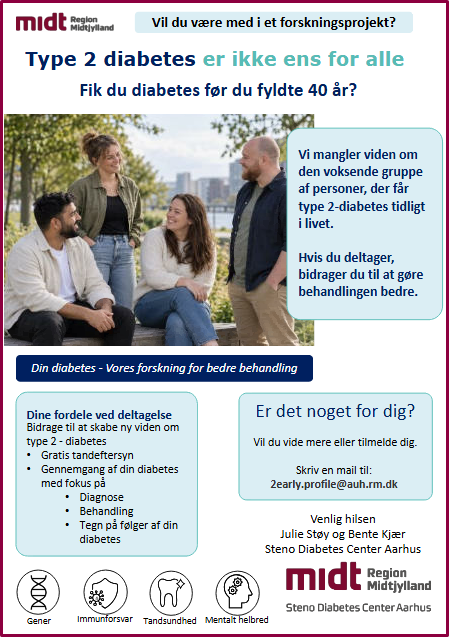 midt Region
Midtjylland
Vil du være med i et forskningsprojekt?
Type 2 diabetes er ikke ens for alle
Fik du diabetes før du fyldte 40 år?
Vi mangler viden om
den voksende gruppe
af personer, der får
type 2-diabetes tidligt
i livet.
Hvis du deltager,
bidrager du til at gøre
behandlingen bedre.
Din diabetes - Vores forskning for bedre behandling
Dine fordele ved deltagelse
Bidrage til at skabe ny viden om
type 2 - diabetes
• Gratis tandeftersyn
• Gennemgang af din diabetes
med fokus på
• Diagnose
• Behandling
• Tegn på følger af din
diabetes
Er det noget for dig?
Vil du vide mere eller tilmelde dig.
Skriv en mail til:
2early.profile@auh.rm.dk
Venlig hilsen
Julie Støy og Bente Kjær
Steno Diabetes Center Aarhus
midt Region
Midtjylland
Steno Diabetes Center Aarhus
Gener
Immunforsvar
Tandsundhed
Mentalt helbred